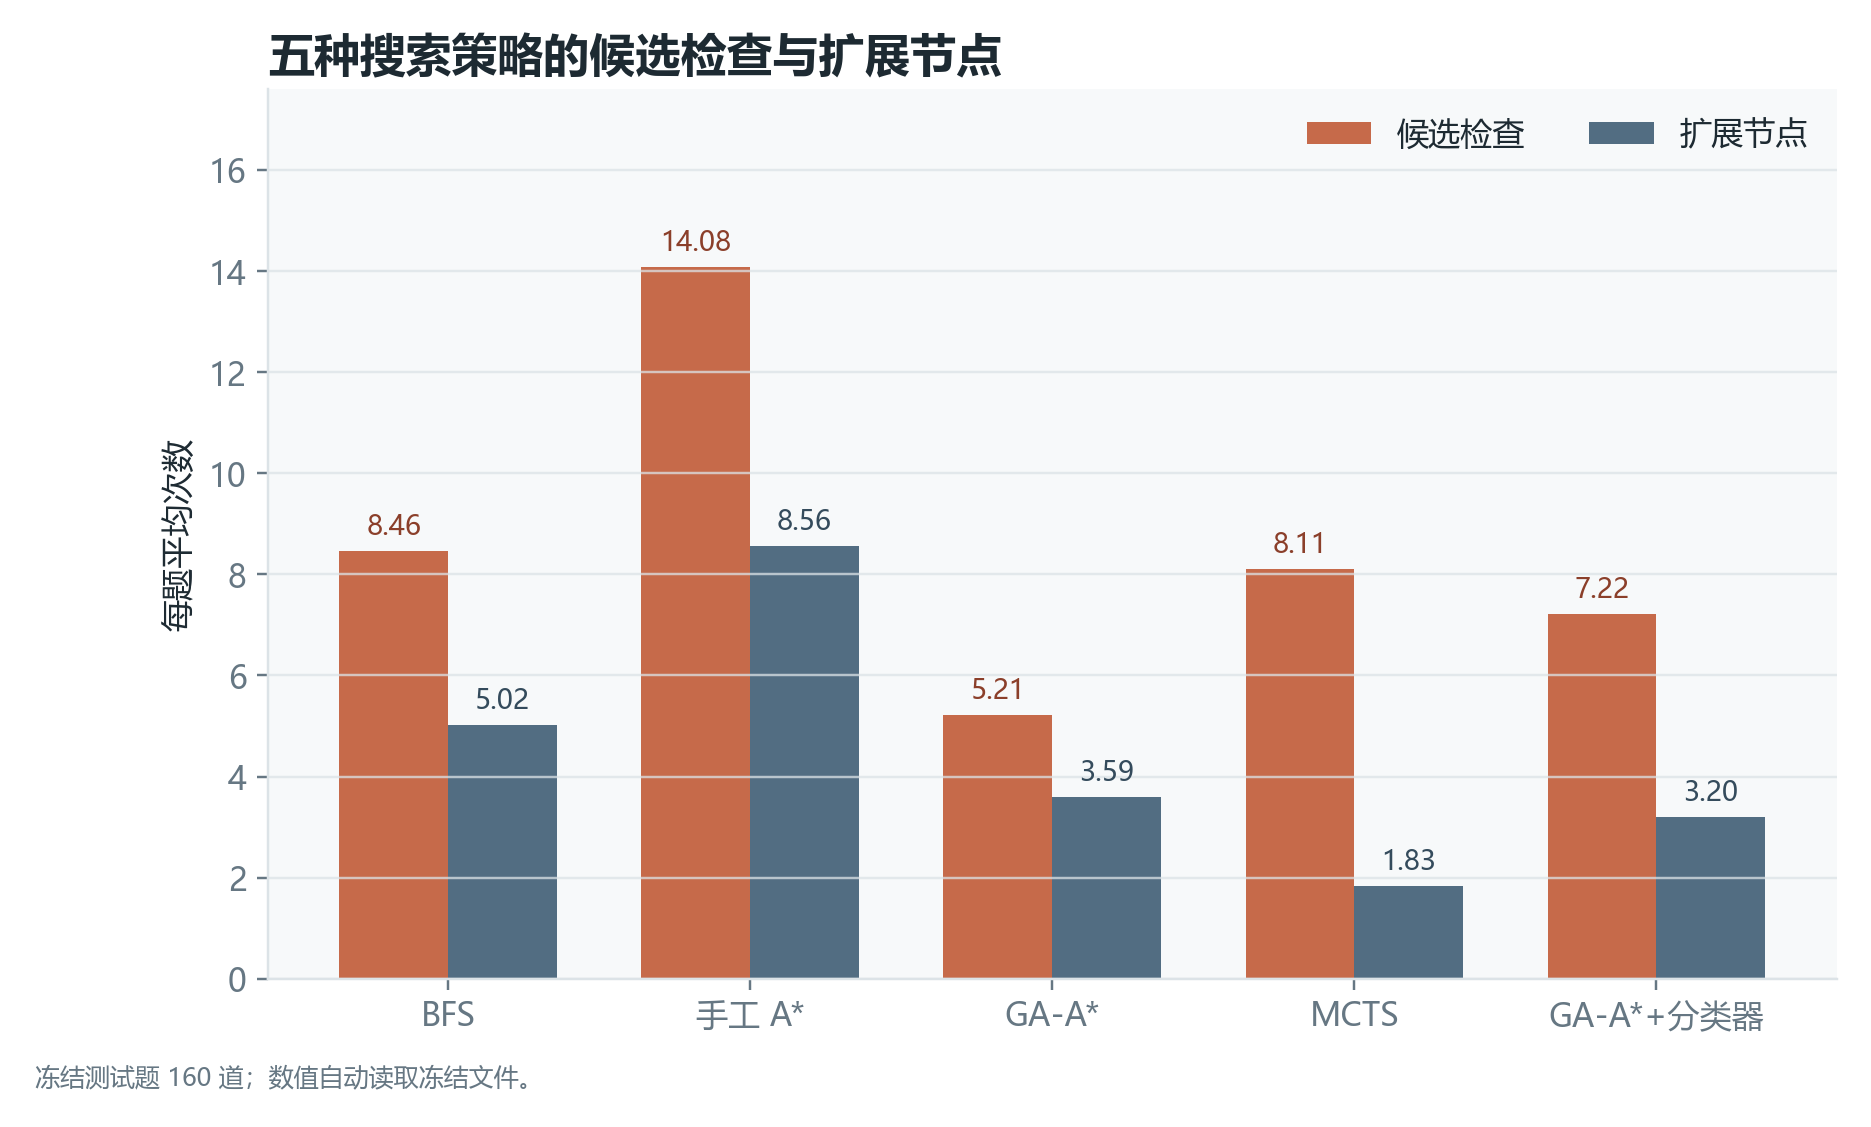 五种搜索策略的候选检查与扩展节点
候选检查
扩展节点
每题平均次数
16
14
12
10
8
6
4
2
0
8.46
5.02
14.08
8.56
5.21
3.59
8.11
1.83
7.22
3.20
BFS
手工 A*
GA-A*
MCTS
GA-A*+分类器
冻结测试题 160 道；数值自动读取冻结文件。